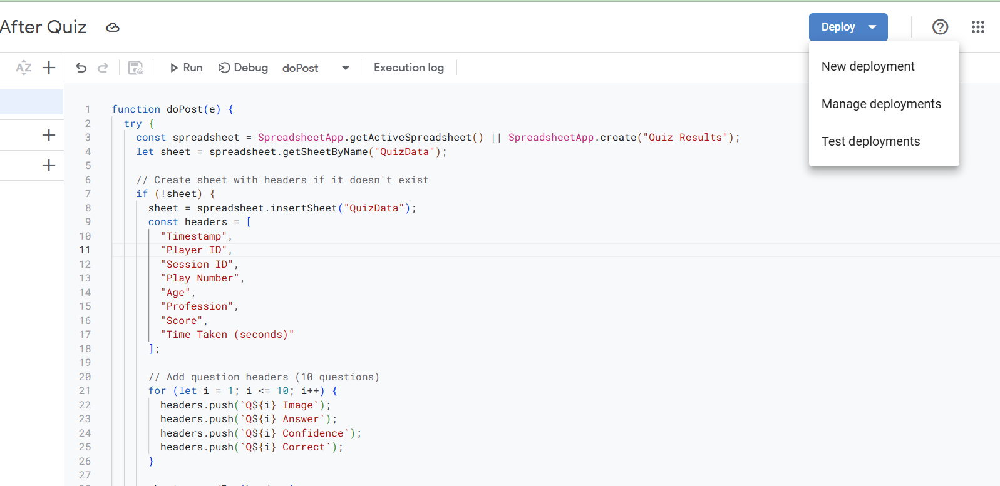 After Quiz
Deploy
New deployment
Manage deployments
Test deployments
AZ
Run
Debug
doPost
Execution log
1 function doPost(e) {
2 try {
3 const spreadsheet = SpreadsheetApp.getActiveSpreadsheet() || SpreadsheetApp.create("Quiz Results");
4 let sheet = spreadsheet.getSheetByName("QuizData");
5
6 // Create sheet with headers if it doesn't exist
7 if (!sheet) {
8 sheet = spreadsheet.insertSheet("QuizData");
9 const headers = [
10 "Timestamp",
11 "Player ID",
12 "Session ID",
13 "Play Number",
14 "Age",
15 "Profession",
16 "Score",
17 "Time Taken (seconds)"
18 ];
19
20 // Add question headers (10 questions)
21 for (let i = 1; i <= 10; i++) {
22 headers.push(`Q${i} Image`);
23 headers.push(`Q${i} Answer`);
24 headers.push(`Q${i} Confidence`);
25 headers.push(`Q${i} Correct`);
26 }
27